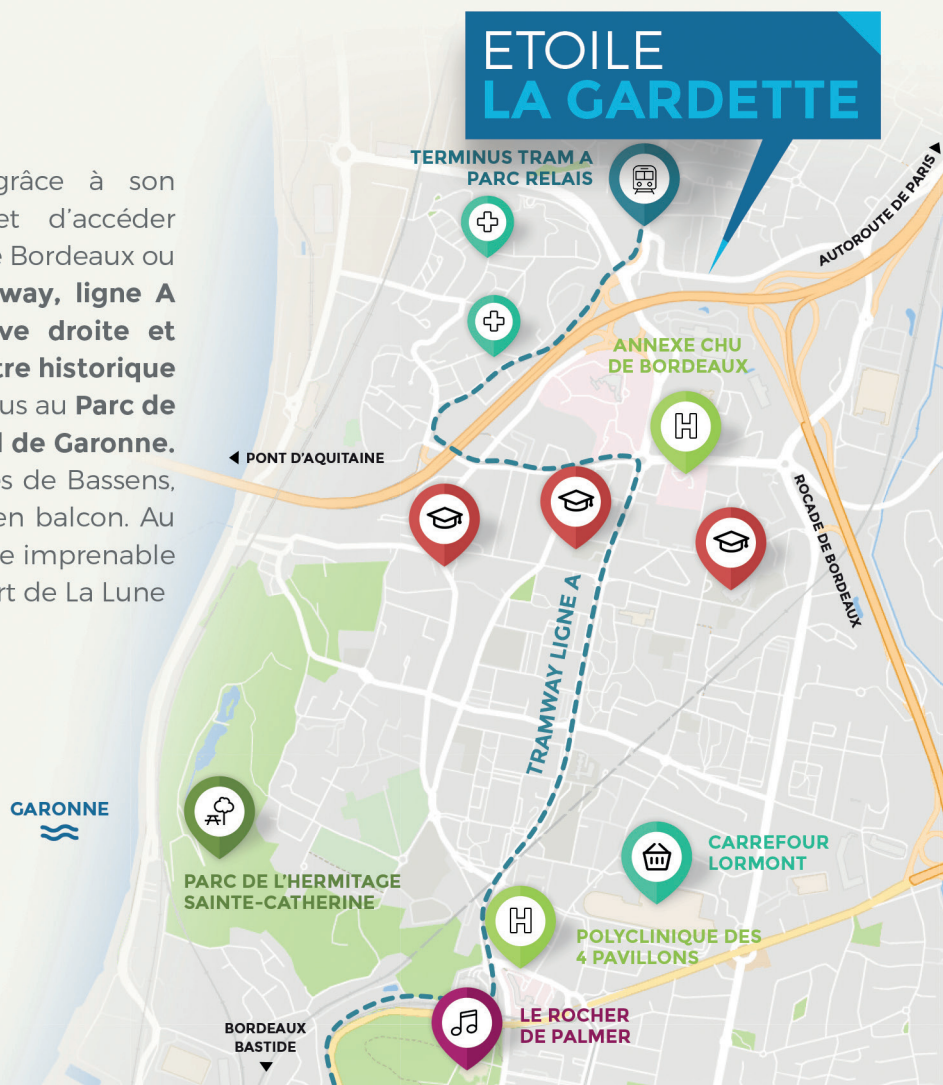 ETOILE
LA GARDETTE
TERMINUS TRAM A
PARC RELAIS
AUTOROUTE DE PARIS
grâce à son
et d'accéder
Bordeaux ou
way, ligne A
droite et
historique
us au Parc de
de Garonne.
de Bassens,
en balcon. Au
imprenable
de La Lune
ANNEXE CHU
DE BORDEAUX
PONT D'AQUITAINE
ROCADE DE BORDEAUX
TRAMWAY LIGNE A
GARONNE
PARC DE L'HERMITAGE
SAINTE-CATHERINE
CARREFOUR
LORMONT
POLYCLINIQUE DES
4 PAVILLONS
LE ROCHER
DE PALMER
BORDEAUX
BASTIDE